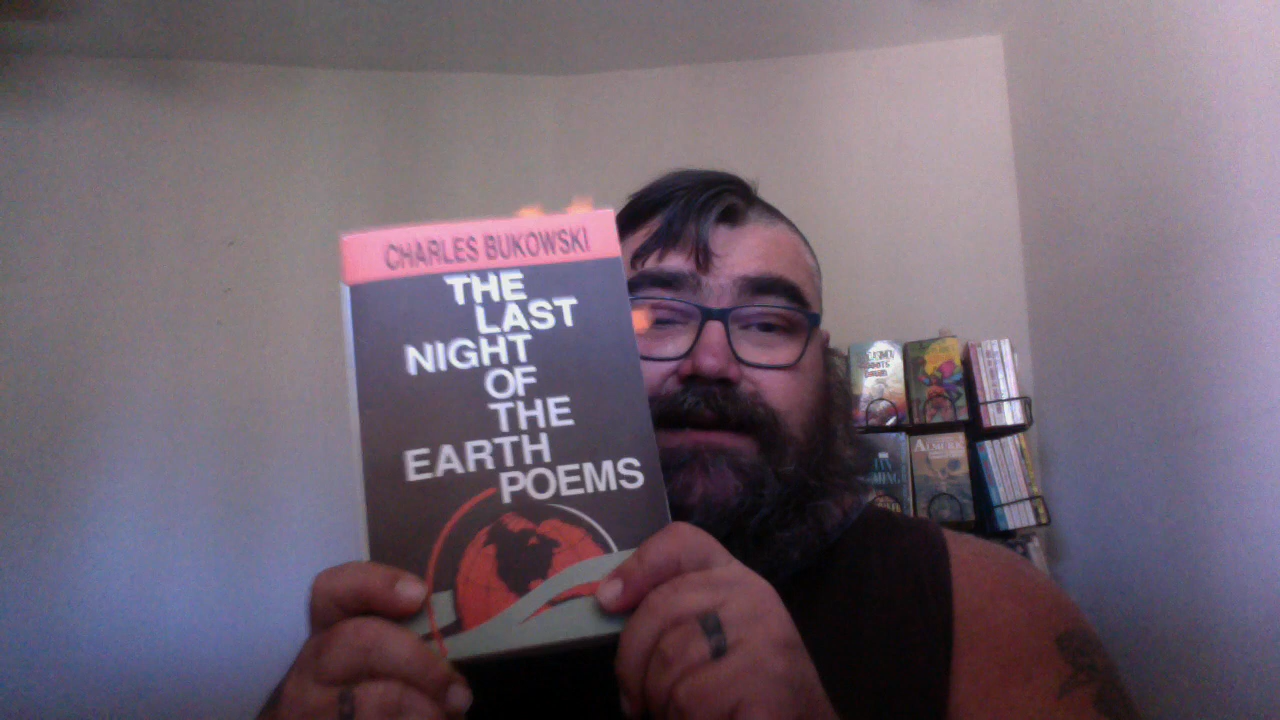 CHARLES BUKOWSKI
THE
LAST
NIGHT
OF
THE
EARTH
POEMS